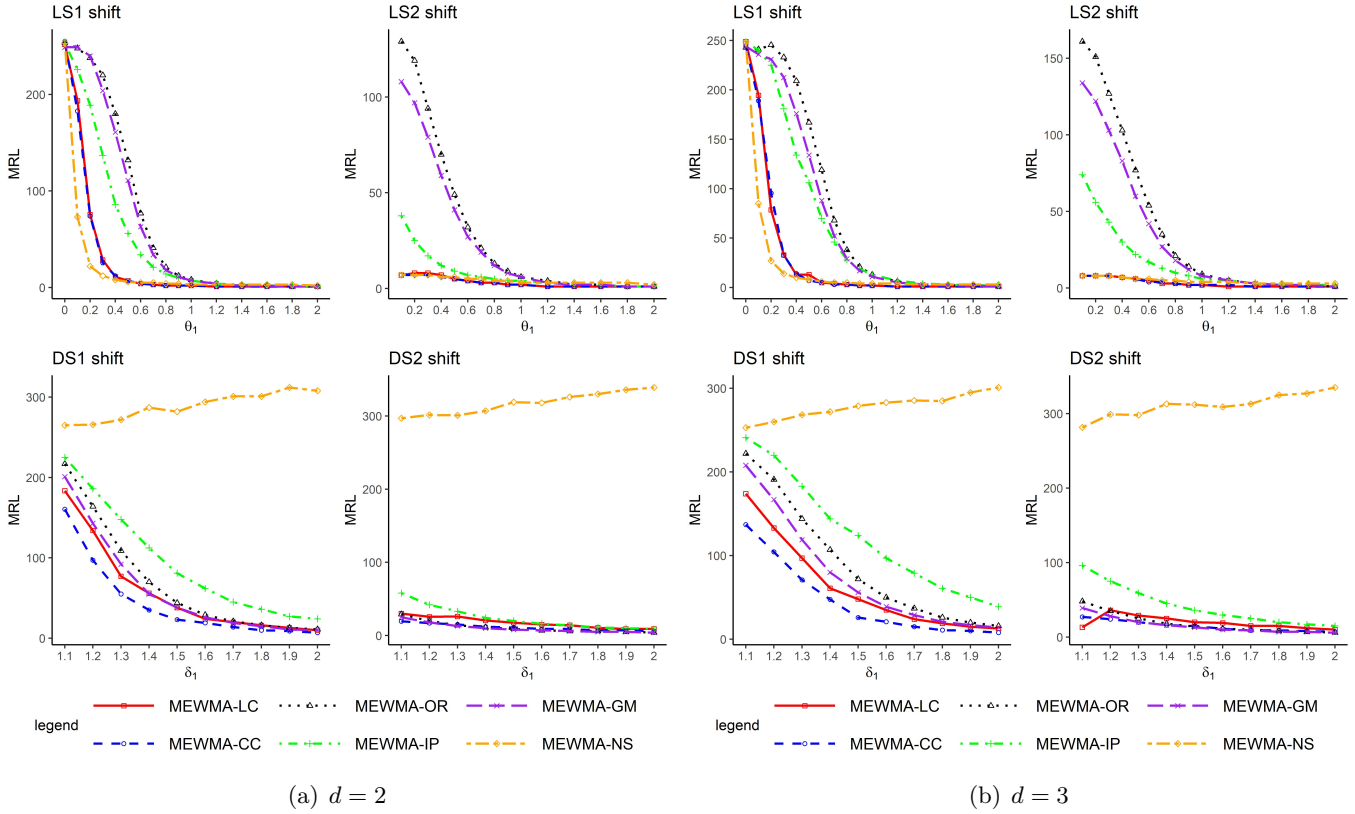 LS1 shift
MRL
0
100
200
0 0.2 0.4 0.6 0.8 1 1.2 1.4 1.6 1.8 2
θ1
LS2 shift
MRL
0
50
100
0.2 0.4 0.6 0.8 1 1.2 1.4 1.6 1.8 2
θ1
DS1 shift
MRL
0
100
200
300
1.1 1.2 1.3 1.4 1.5 1.6 1.7 1.8 1.9 2
δ1
DS2 shift
MRL
0
100
200
300
1.1 1.2 1.3 1.4 1.5 1.6 1.7 1.8 1.9 2
δ1
legend
MEWMA-LC MEWMA-OR MEWMA-GM
MEWMA-CC MEWMA-IP MEWMA-NS
(a) d = 2
LS1 shift
MRL
0
50
100
150
200
250
0 0.2 0.4 0.6 0.8 1 1.2 1.4 1.6 1.8 2
θ1
LS2 shift
MRL
0
50
100
150
0.2 0.4 0.6 0.8 1 1.2 1.4 1.6 1.8 2
θ1
DS1 shift
MRL
0
100
200
300
1.1 1.2 1.3 1.4 1.5 1.6 1.7 1.8 1.9 2
δ1
DS2 shift
MRL
0
100
200
300
1.1 1.2 1.3 1.4 1.5 1.6 1.7 1.8 1.9 2
δ1
legend
MEWMA-LC MEWMA-OR MEWMA-GM
MEWMA-CC MEWMA-IP MEWMA-NS
(b) d = 3